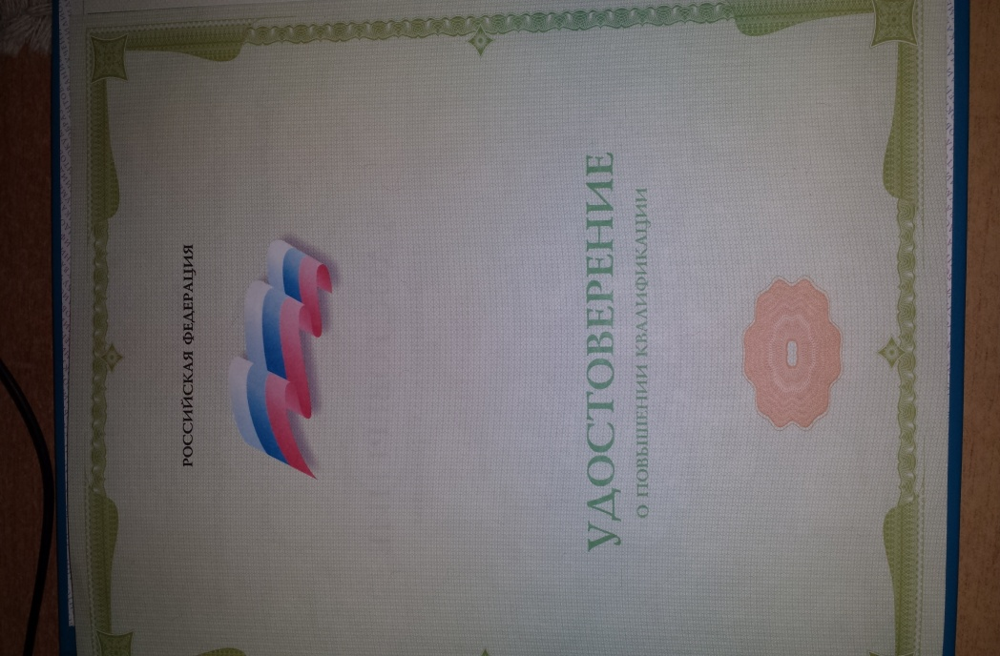 РОССИЙСКАЯ ФЕДЕРАЦИЯ
УДОСТОВЕРЕНИЕ
О ПОВЫШЕНИИ КВАЛИФИКАЦИИ